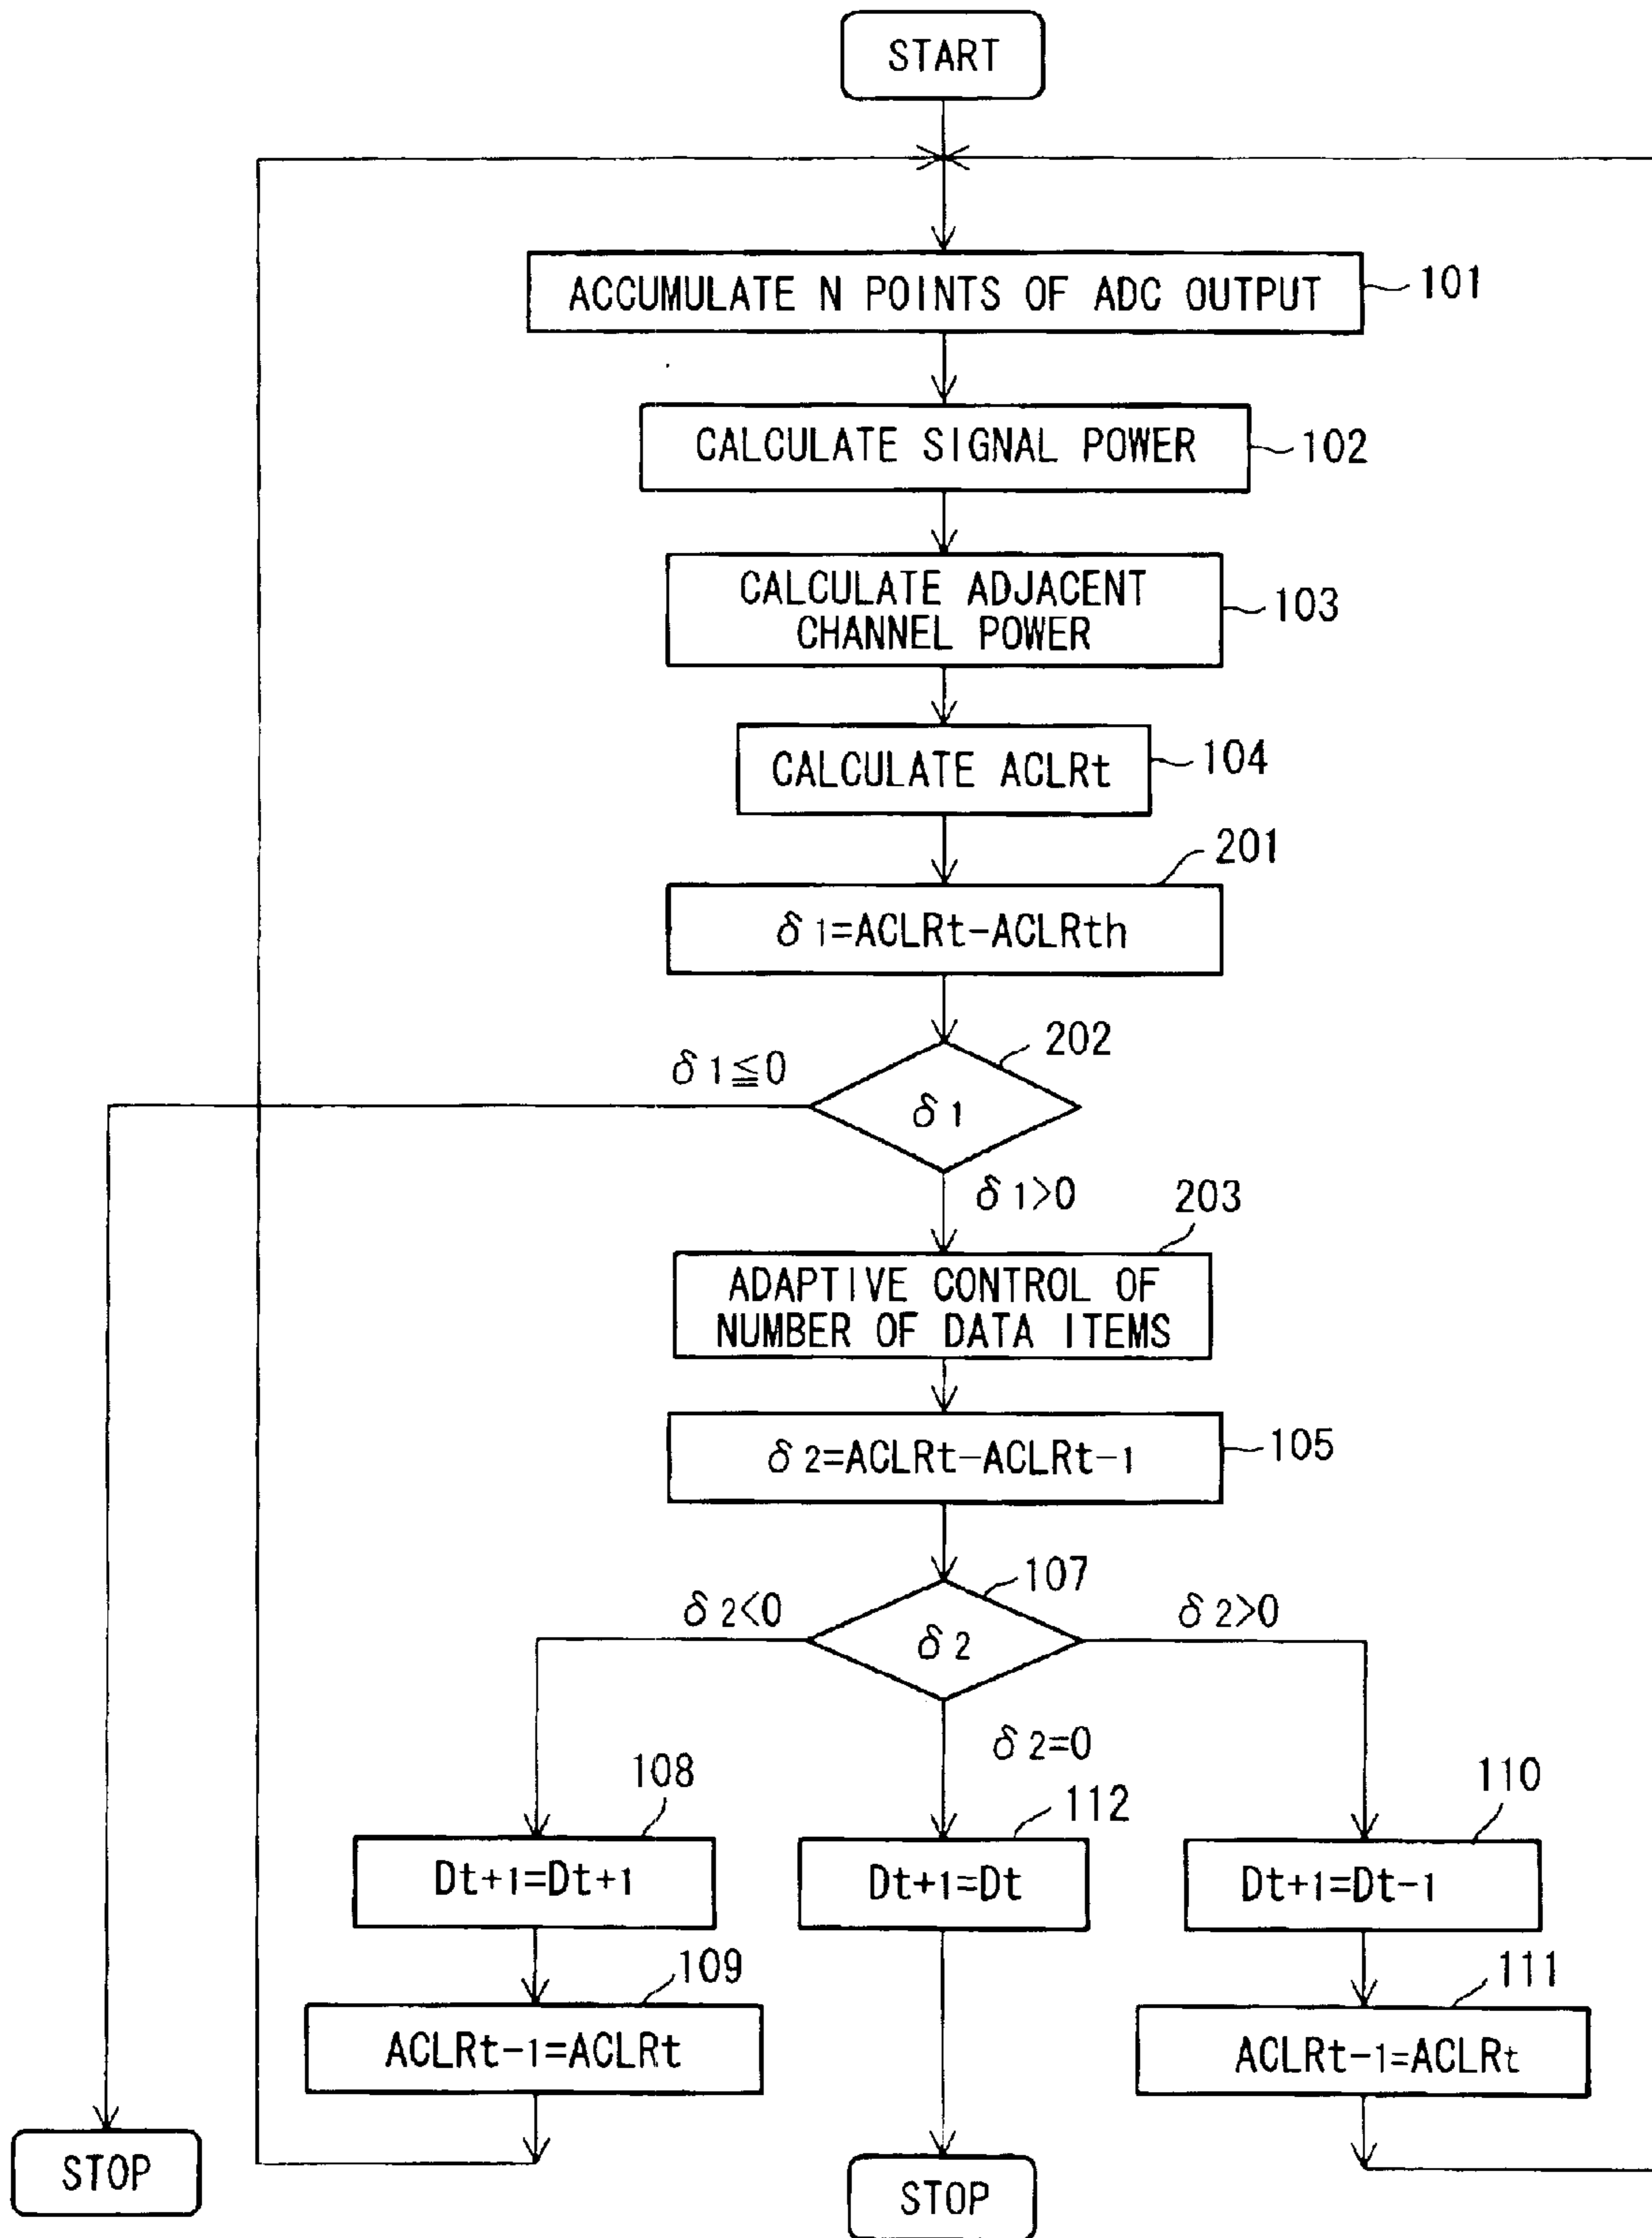 START
ACCUMULATE N POINTS OF ADC OUTPUT
101
CALCULATE SIGNAL POWER
102
CALCULATE ADJACENT
CHANNEL POWER
103
CALCULATE ACLRt
104
201
δ1=ACLRt-ACLRth
202
δ1≦0
δ1
δ1>0
203
ADAPTIVE CONTROL OF
NUMBER OF DATA ITEMS
δ2=ACLRt-ACLRt-1
105
107
δ2<0
δ2
δ2>0
δ2=0
108
112
110
Dt+1=Dt+1
Dt+1=Dt
Dt+1=Dt-1
109
111
ACLRt-1=ACLRt
ACLRt-1=ACLRt
STOP
STOP